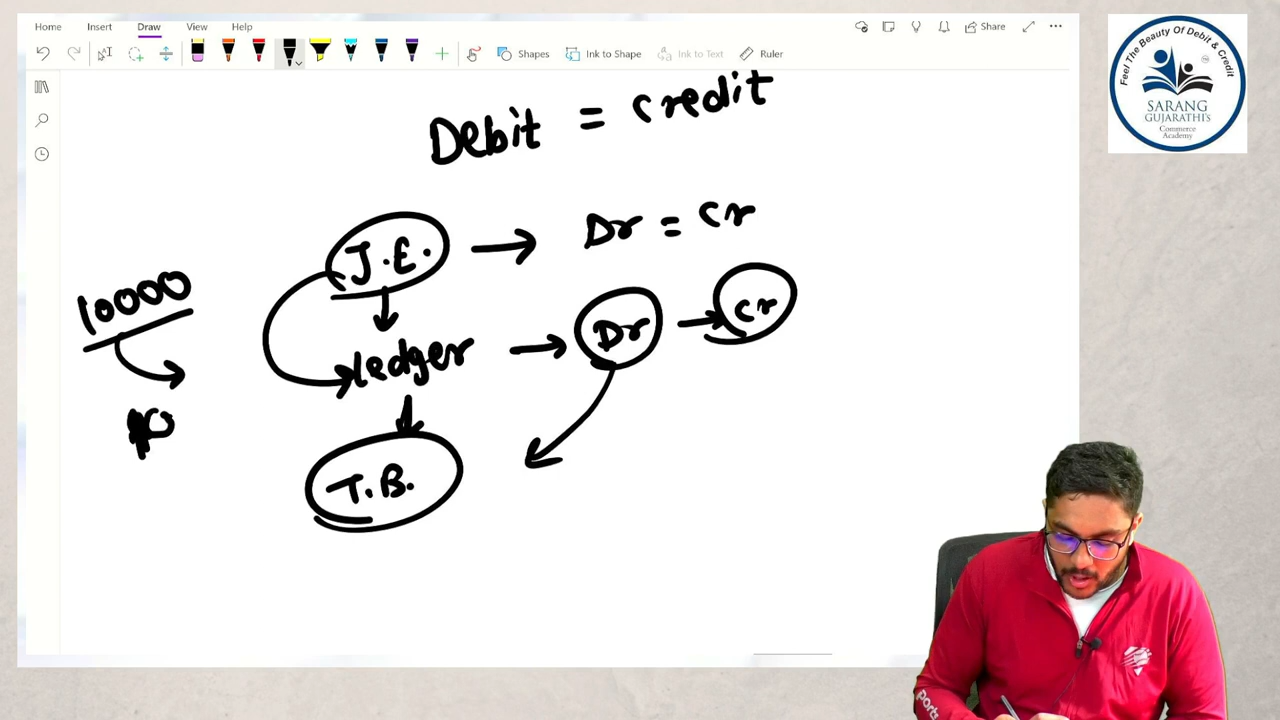 Home Insert Draw View Help
Share
Shapes Ink to Shape Ink to Text Ruler
Debit = credit
J.E. → Dr = Cr
10000
ledger → Dr → Cr
10
T.B.
Feel The Beauty Of Debit & Credit
SARANG
GUJARATHI's
Commerce
Academy